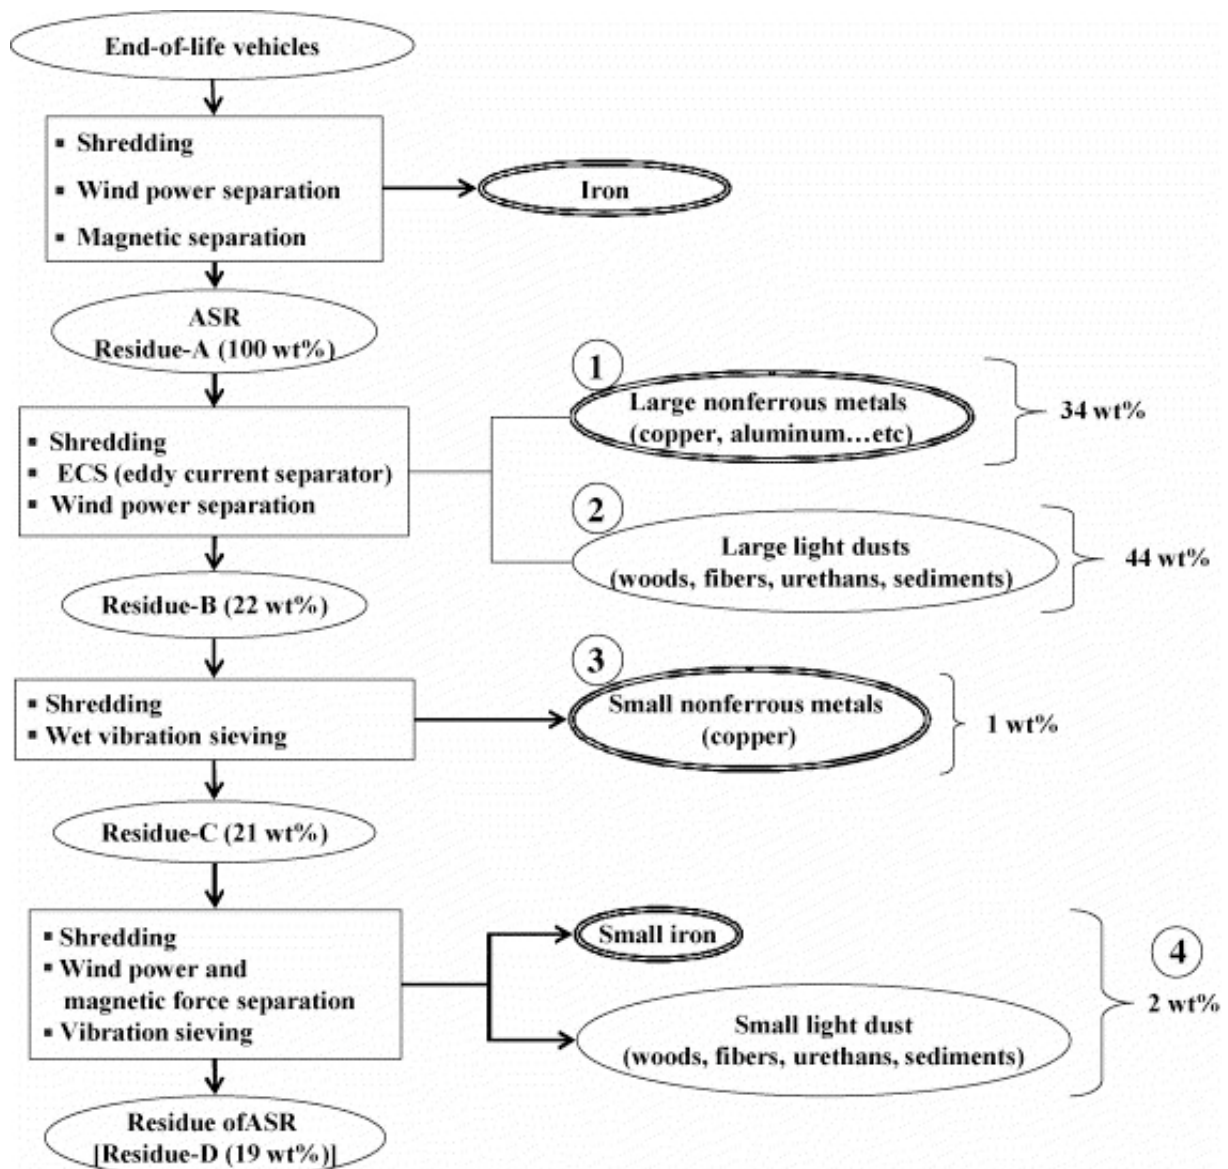 End-of-life vehicles
▪ Shredding
▪ Wind power separation
▪ Magnetic separation
Iron
ASR
Residue-A (100 wt%)
▪ Shredding
▪ ECS (eddy current separator)
▪ Wind power separation
1
Large nonferrous metals
(copper, aluminum…etc)
34 wt%
2
Large light dusts
(woods, fibers, urethans, sediments)
44 wt%
Residue-B (22 wt%)
▪ Shredding
▪ Wet vibration sieving
3
Small nonferrous metals
(copper)
1 wt%
Residue-C (21 wt%)
▪ Shredding
▪ Wind power and
magnetic force separation
▪ Vibration sieving
Small iron
Small light dust
(woods, fibers, urethans, sediments)
4
2 wt%
Residue ofASR
[Residue-D (19 wt%)]